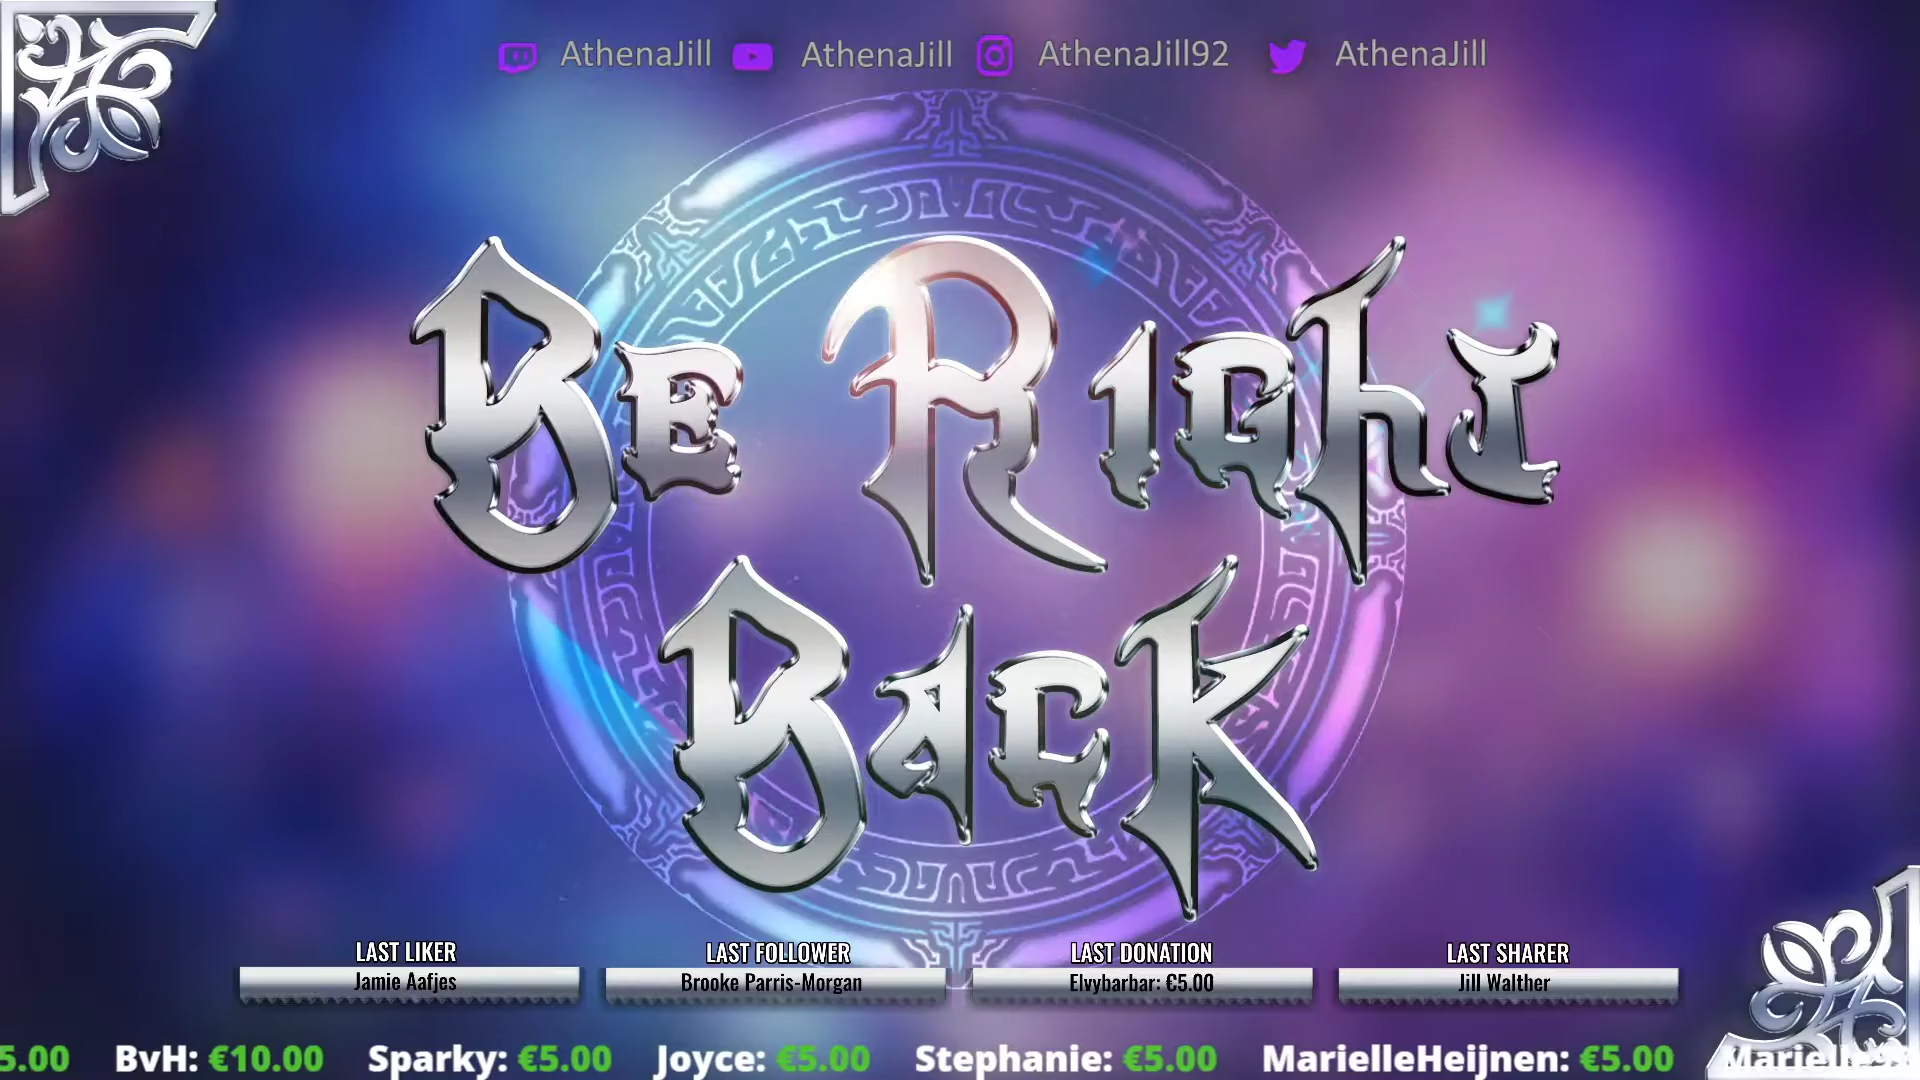 AthenaJill AthenaJill AthenaJill92 AthenaJill
Be Right
Back
LAST LIKER LAST FOLLOWER LAST DONATION LAST SHARER
Jamie Aafjes Brooke Parris-Morgan Elvybarbar: €5.00 Jill Walther
5.00 BvH: €10.00 Sparky: €5.00 Joyce: €5.00 Stephanie: €5.00 MarielleHeijnen: €5.00